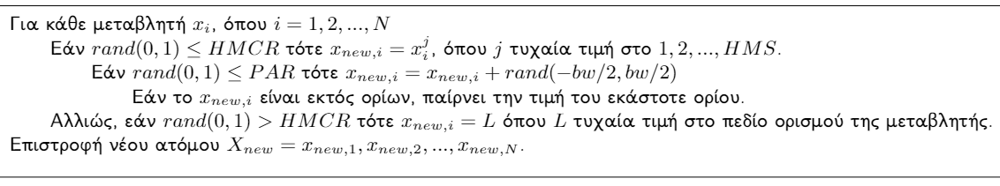 Για κάθε μεταβλητή $x_i$, όπου $i = 1, 2, ..., N$
Εάν $rand(0,1) \leq HMCR$ τότε $x_{new,i} = x_i^j$, όπου $j$ τυχαία τιμή στο $1, 2, ..., HMS$.
Εάν $rand(0,1) \leq PAR$ τότε $x_{new,i} = x_{new,i} + rand(-bw/2, bw/2)$
Εάν το $x_{new,i}$ είναι εκτός ορίων, παίρνει την τιμή του εκάστοτε ορίου.
Αλλιώς, εάν $rand(0,1) > HMCR$ τότε $x_{new,i} = L$ όπου $L$ τυχαία τιμή στο πεδίο ορισμού της μεταβλητής.
Επιστροφή νέου ατόμου $X_{new} = x_{new,1}, x_{new,2}, ..., x_{new,N}$.